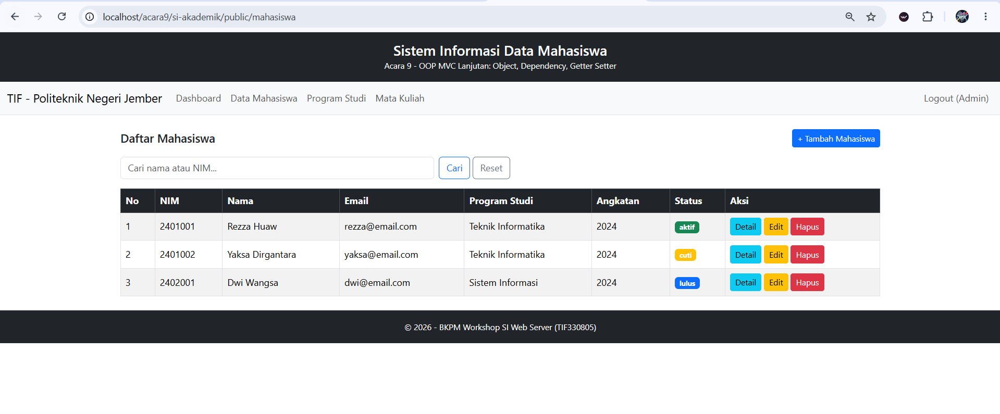 localhost/acara9/si-akademik/public/mahasiswa
Sistem Informasi Data Mahasiswa
Acara 9 - OOP MVC Lanjutan: Object, Dependency, Getter Setter
TIF - Politeknik Negeri Jember Dashboard Data Mahasiswa Program Studi Mata Kuliah Logout (Admin)
Daftar Mahasiswa + Tambah Mahasiswa
Cari nama atau NIM... Cari Reset
No NIM Nama Email Program Studi Angkatan Status Aksi
1 2401001 Rezza Huaw rezza@email.com Teknik Informatika 2024 aktif Detail Edit Hapus
2 2401002 Yaksa Dirgantara yaksa@email.com Teknik Informatika 2024 cuti Detail Edit Hapus
3 2402001 Dwi Wangsa dwi@email.com Sistem Informasi 2024 lulus Detail Edit Hapus
© 2026 - BKPM Workshop SI Web Server (TIF330805)